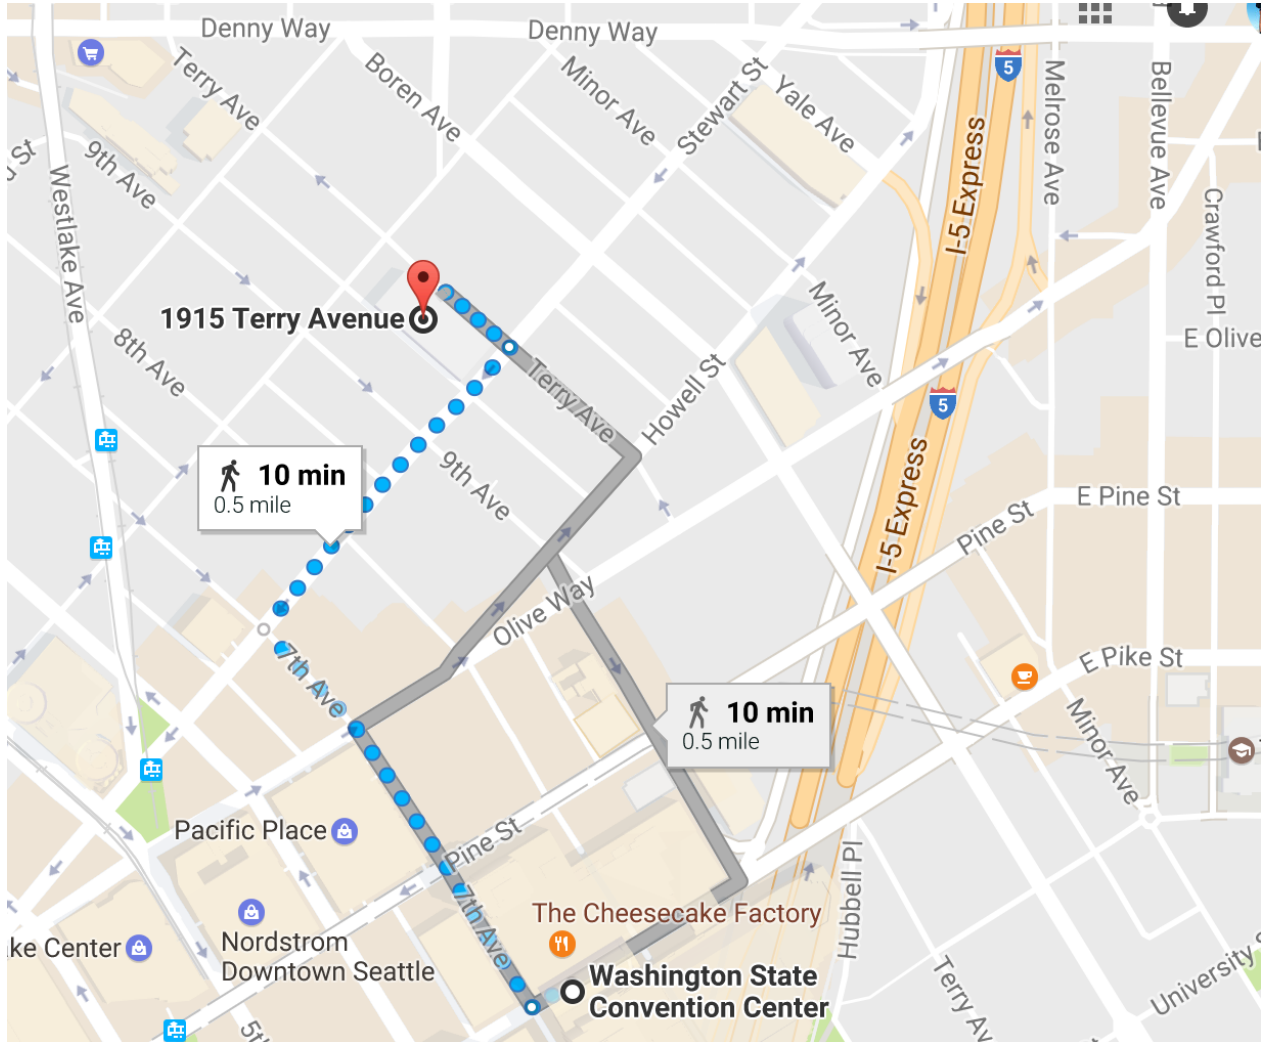 Denny Way
Denny Way
Terry Ave
Boren Ave
Minor Ave
Stewart St
Yale Ave
5
Melrose Ave
Bellevue Ave
I-5 Express
9th Ave
Westlake Ave
Crawford Pl
1915 Terry Avenue
Minor Ave
E Olive
8th Ave
Terry Ave
Howell St
5
10 min
0.5 mile
9th Ave
I-5 Express
E Pine St
Pine St
Olive Way
7th Ave
E Pike St
10 min
0.5 mile
Minor Ave
Pacific Place
Pine St
Hubbell Pl
The Cheesecake Factory
7th Ave
Nordstrom
Downtown Seattle
ke Center
Washington State
Convention Center
University
Terry Av
5t